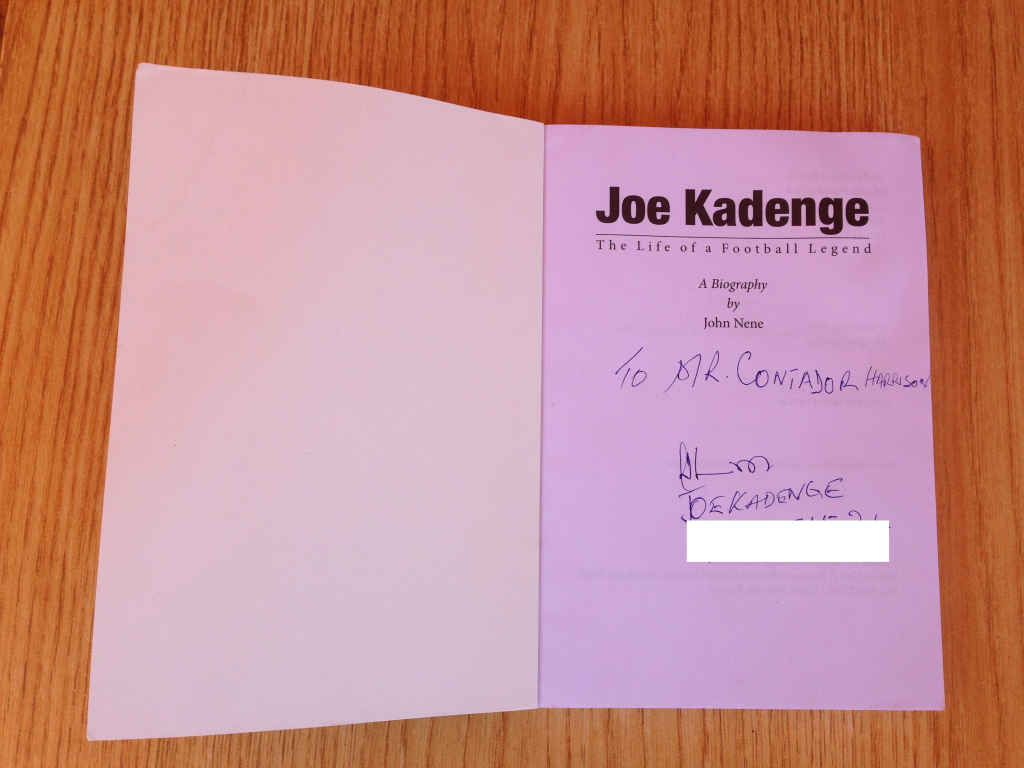 Joe Kadenge
The Life of a Football Legend
A Biography
by
John Nene
TO MR. CONTADOR HARRISON
JOE KADENGE